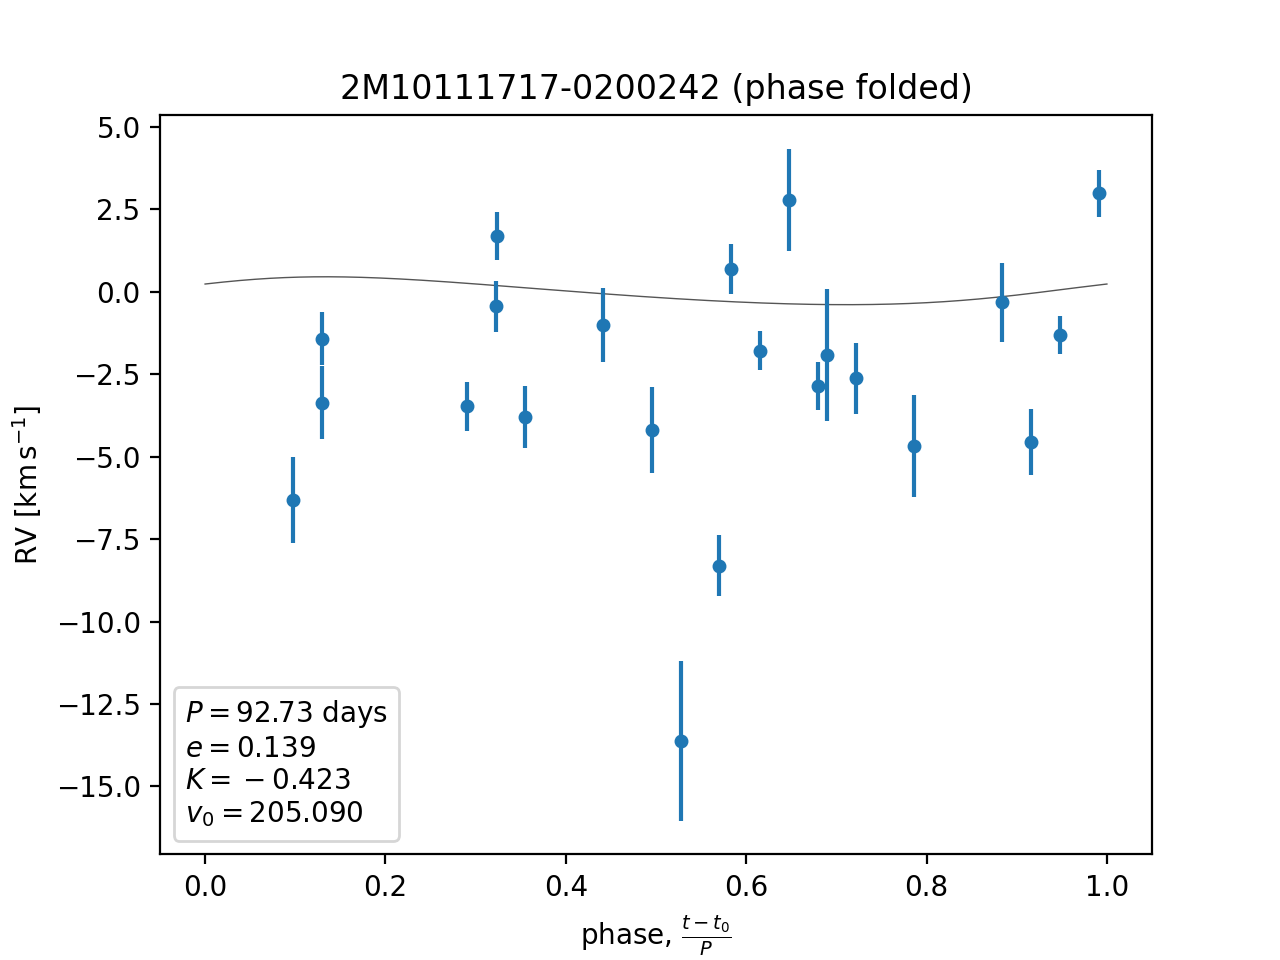 2M10111717-0200242 (phase folded)
5.0
2.5
0.0
−2.5
−5.0
−7.5
−10.0
−12.5
−15.0
RV [km s⁻¹]
P = 92.73 days
e = 0.139
K = −0.423
v₀ = 205.090
0.0 0.2 0.4 0.6 0.8 1.0
phase, (t − t₀)/P